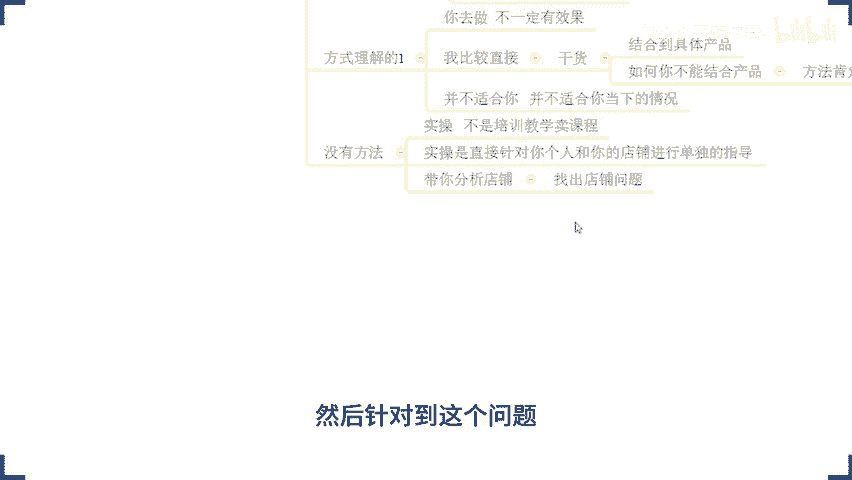 你去做 不一定有效果
方式理解的1
我比较直接
干货
结合到具体产品
如何你不能结合产品
方法肯定
并不适合你 并不适合你当下的情况
没有方法
实操 不是培训教学卖课程
实操是直接针对你个人和你的店铺进行单独的指导
带你分析店铺
找出店铺问题
然后针对到这个问题
bilibili